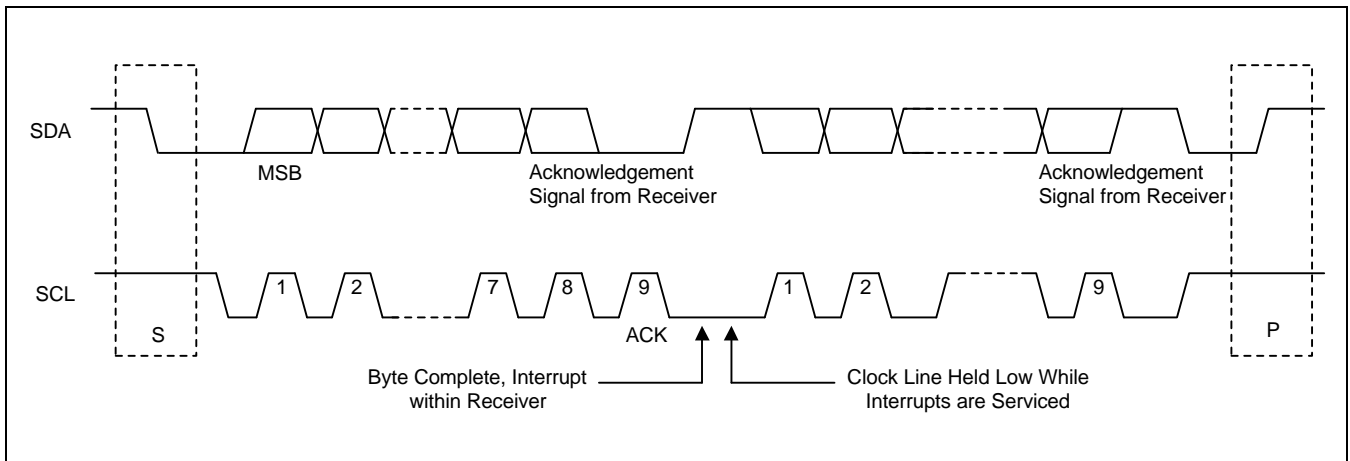 SDA
MSB
Acknowledgement
Signal from Receiver
Acknowledgement
Signal from Receiver
SCL
1
2
7
8
9
1
2
9
S
ACK
P
Byte Complete, Interrupt
within Receiver
Clock Line Held Low While
Interrupts are Serviced